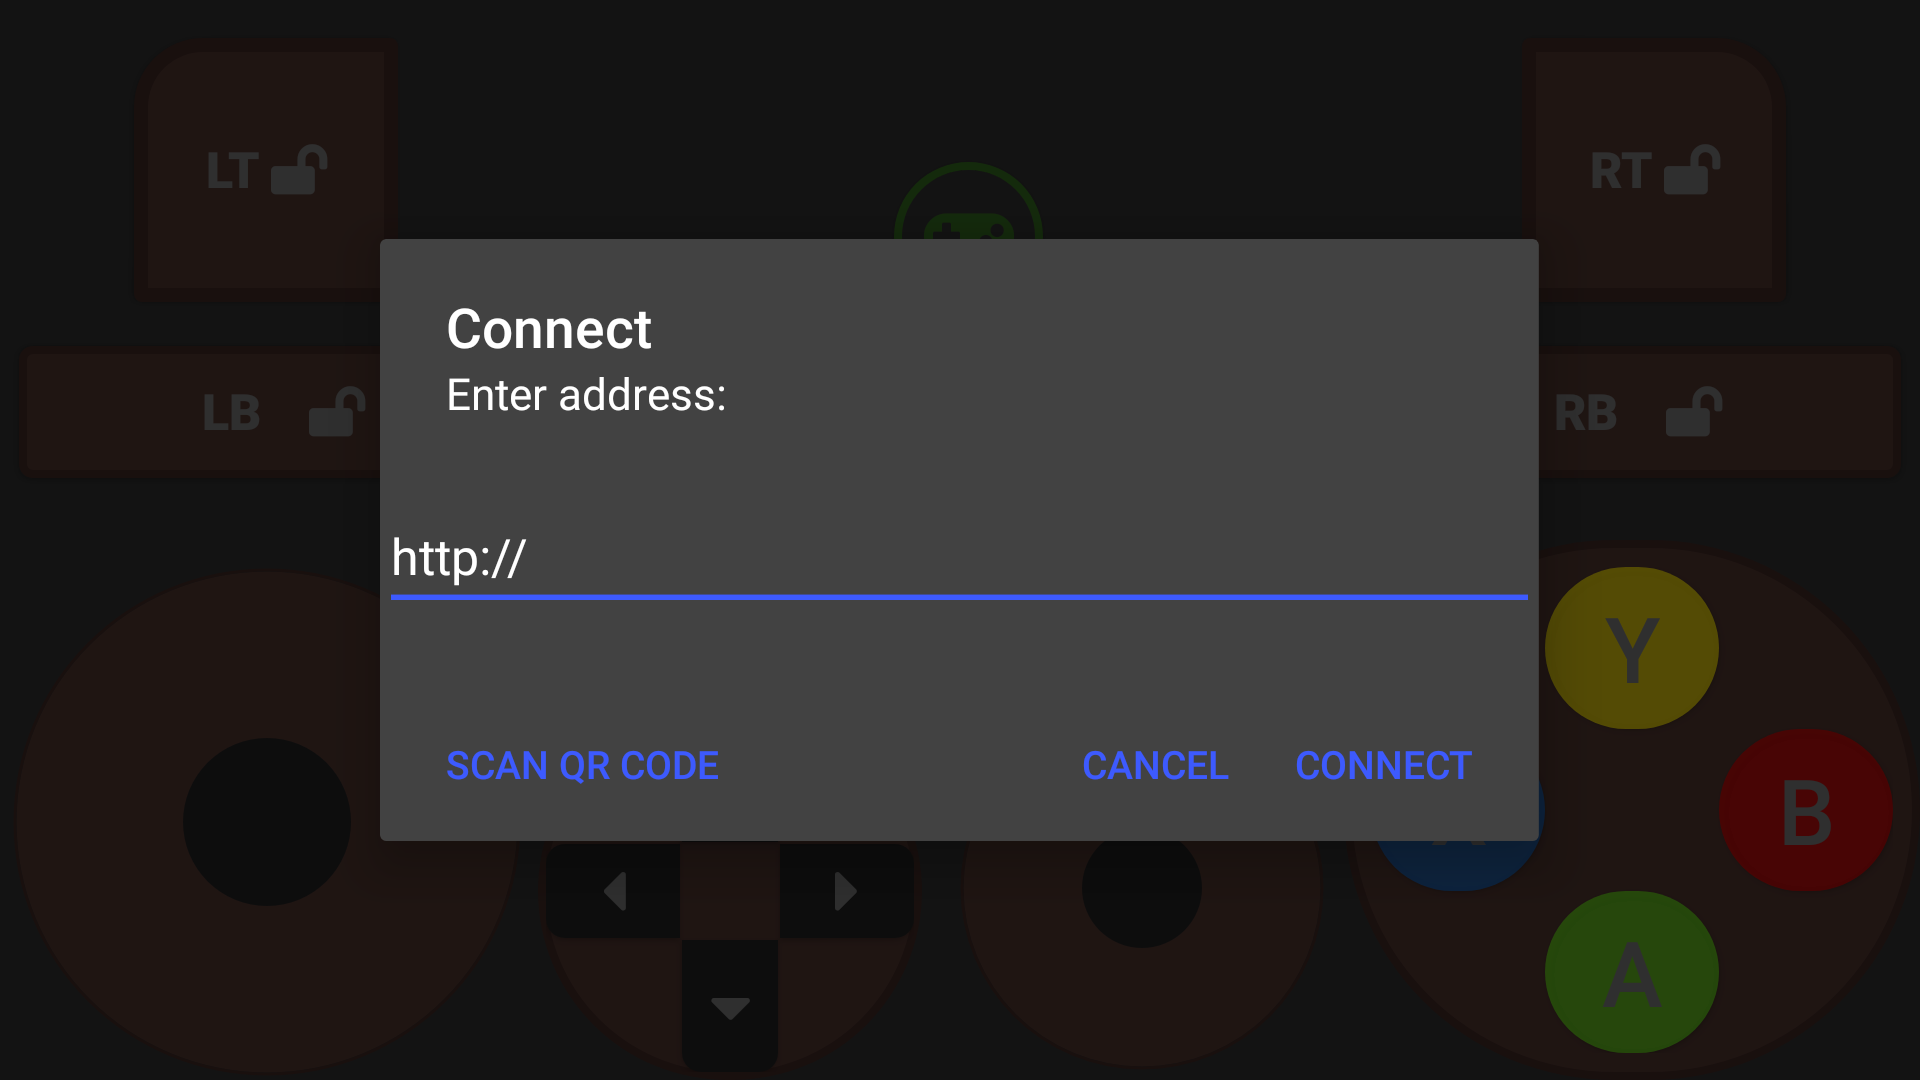 LT
RT
Connect
Enter address:
LB
RB
http://
Y
SCAN QR CODE
CANCEL
CONNECT
B
A